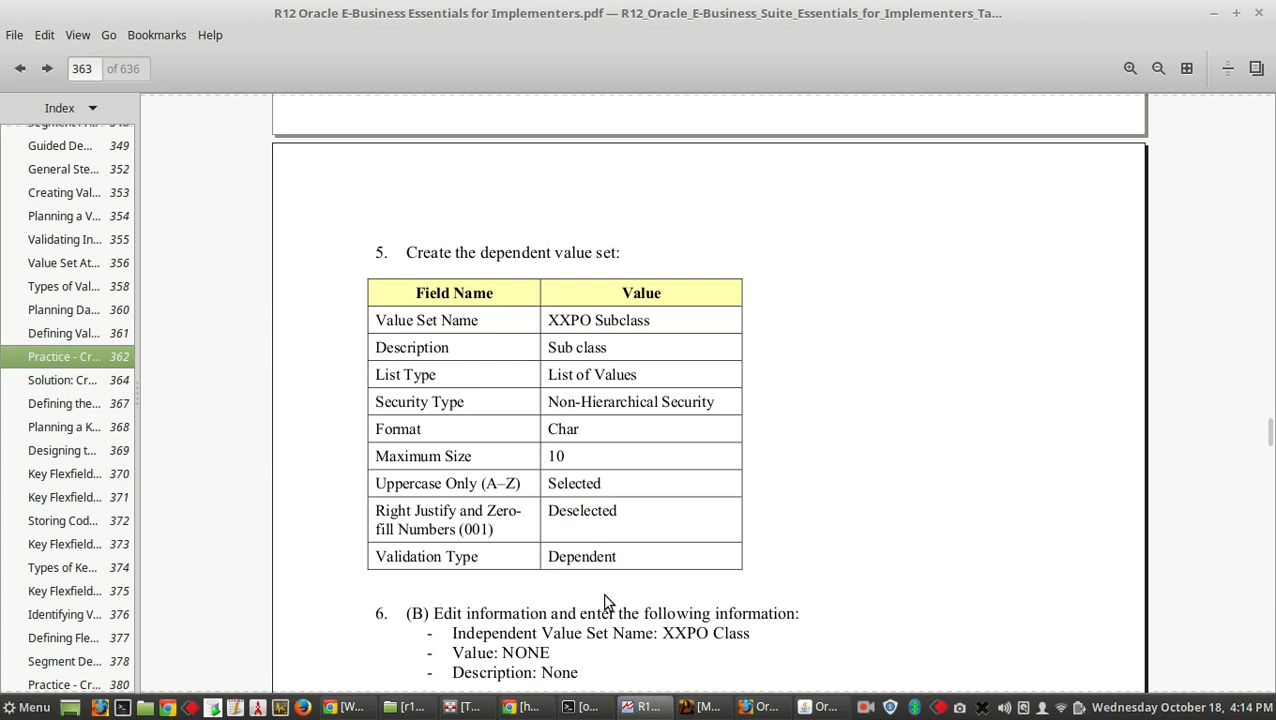 R12 Oracle E-Business Essentials for Implementers.pdf — R12_Oracle_E-Business_Suite_Essentials_for_Implementers_Ta...
File Edit View Go Bookmarks Help
363 of 636
Index
Guided De... 349
General Ste... 352
Creating Val... 353
Planning a V... 354
Validating In... 355
Value Set At... 356
Types of Val... 358
Planning Da... 360
Defining Val... 361
Practice - Cr... 362
Solution: Cr... 364
Defining the... 367
Planning a K... 368
Designing t... 369
Key Flexfield... 370
Key Flexfield... 371
Storing Cod... 372
Key Flexfield... 373
Types of Ke... 374
Key Flexfield... 375
Identifying V... 376
Defining Fle... 377
Segment De... 378
Practice - Cr... 380
5. Create the dependent value set:
Field Name Value
Value Set Name XXPO Subclass
Description Sub class
List Type List of Values
Security Type Non-Hierarchical Security
Format Char
Maximum Size 10
Uppercase Only (A–Z) Selected
Right Justify and Zero-
fill Numbers (001) Deselected
Validation Type Dependent
6. (B) Edit information and enter the following information:
- Independent Value Set Name: XXPO Class
- Value: NONE
- Description: None
Menu [W... [r1... [T... [h... [o... R1... [M... Or... Or... Wednesday October 18, 4:14 PM